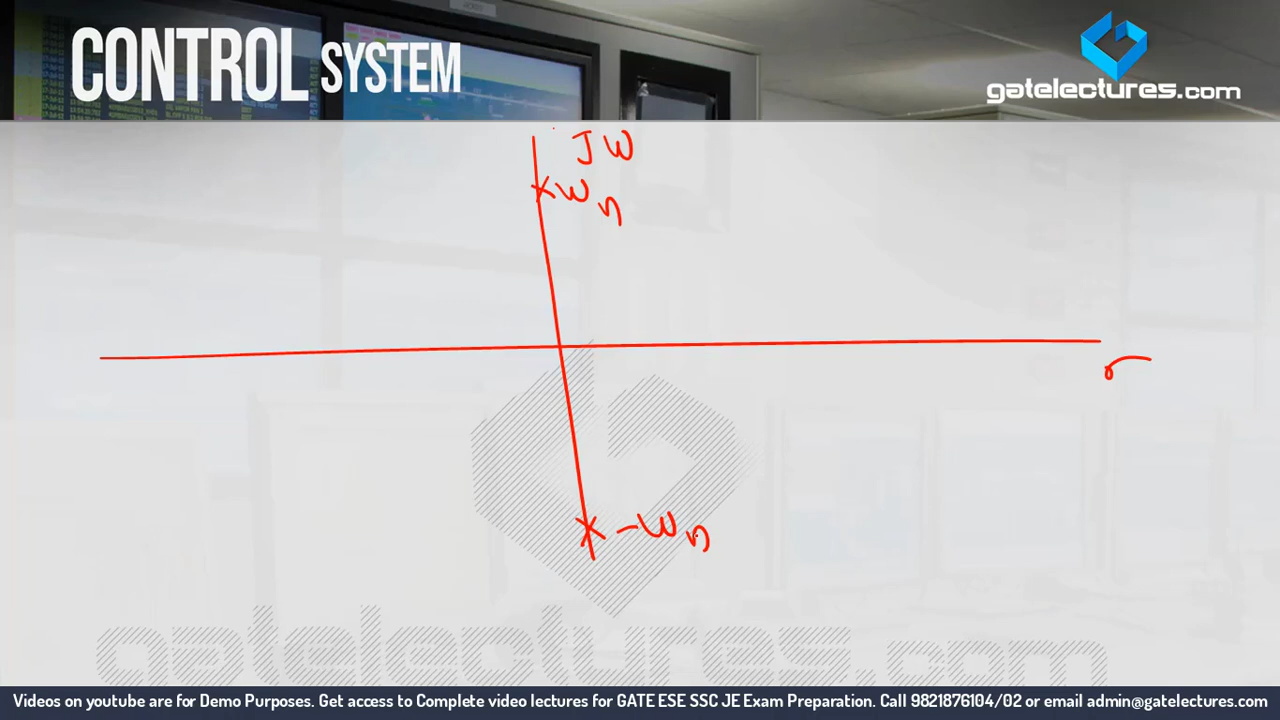 CONTROL SYSTEM
gatelectures.com
JW
Wn
σ
-Wn
gatelectures.com
Videos on youtube are for Demo Purposes. Get access to Complete video lectures for GATE ESE SSC JE Exam Preparation. Call 9821876104/02 or email admin@gatelectures.com